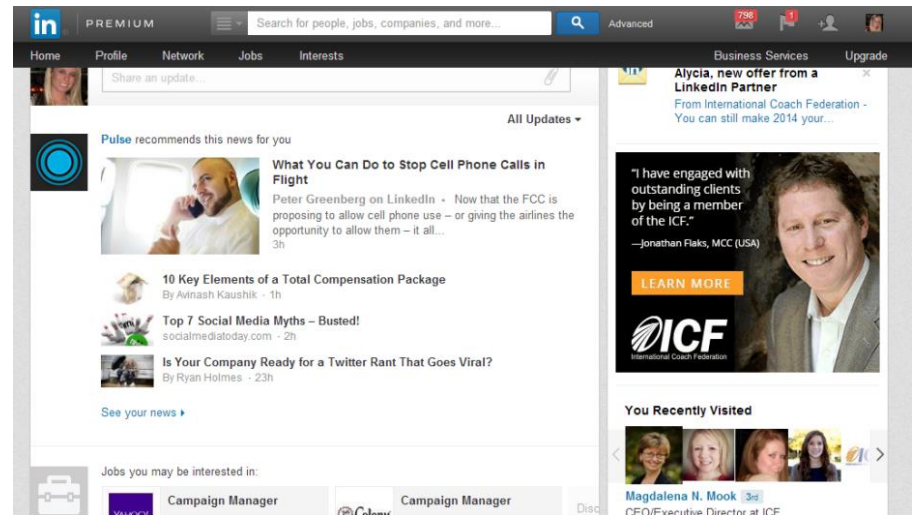 in PREMIUM Search for people, jobs, companies, and more... Advanced 798 1
Home Profile Network Jobs Interests Business Services Upgrade
Share an update...
All Updates
Pulse recommends this news for you
What You Can Do to Stop Cell Phone Calls in
Flight
Peter Greenberg on LinkedIn · Now that the FCC is
proposing to allow cell phone use – or giving the airlines the
opportunity to allow them – it all...
3h
10 Key Elements of a Total Compensation Package
By Avinash Kaushik · 1h
Top 7 Social Media Myths – Busted!
socialmediatoday.com · 2h
Is Your Company Ready for a Twitter Rant That Goes Viral?
By Ryan Holmes · 23h
See your news
Jobs you may be interested in:
YAHOO!
Campaign Manager
Colony
Campaign Manager
in
Alycia, new offer from a
LinkedIn Partner
From International Coach Federation -
You can still make 2014 your...
"I have engaged with
outstanding clients
by being a member
of the ICF."
—Jonathan Flaks, MCC (USA)
LEARN MORE
ICF
International Coach Federation
You Recently Visited
Magdalena N. Mook 3rd
CEO/Executive Director at ICF